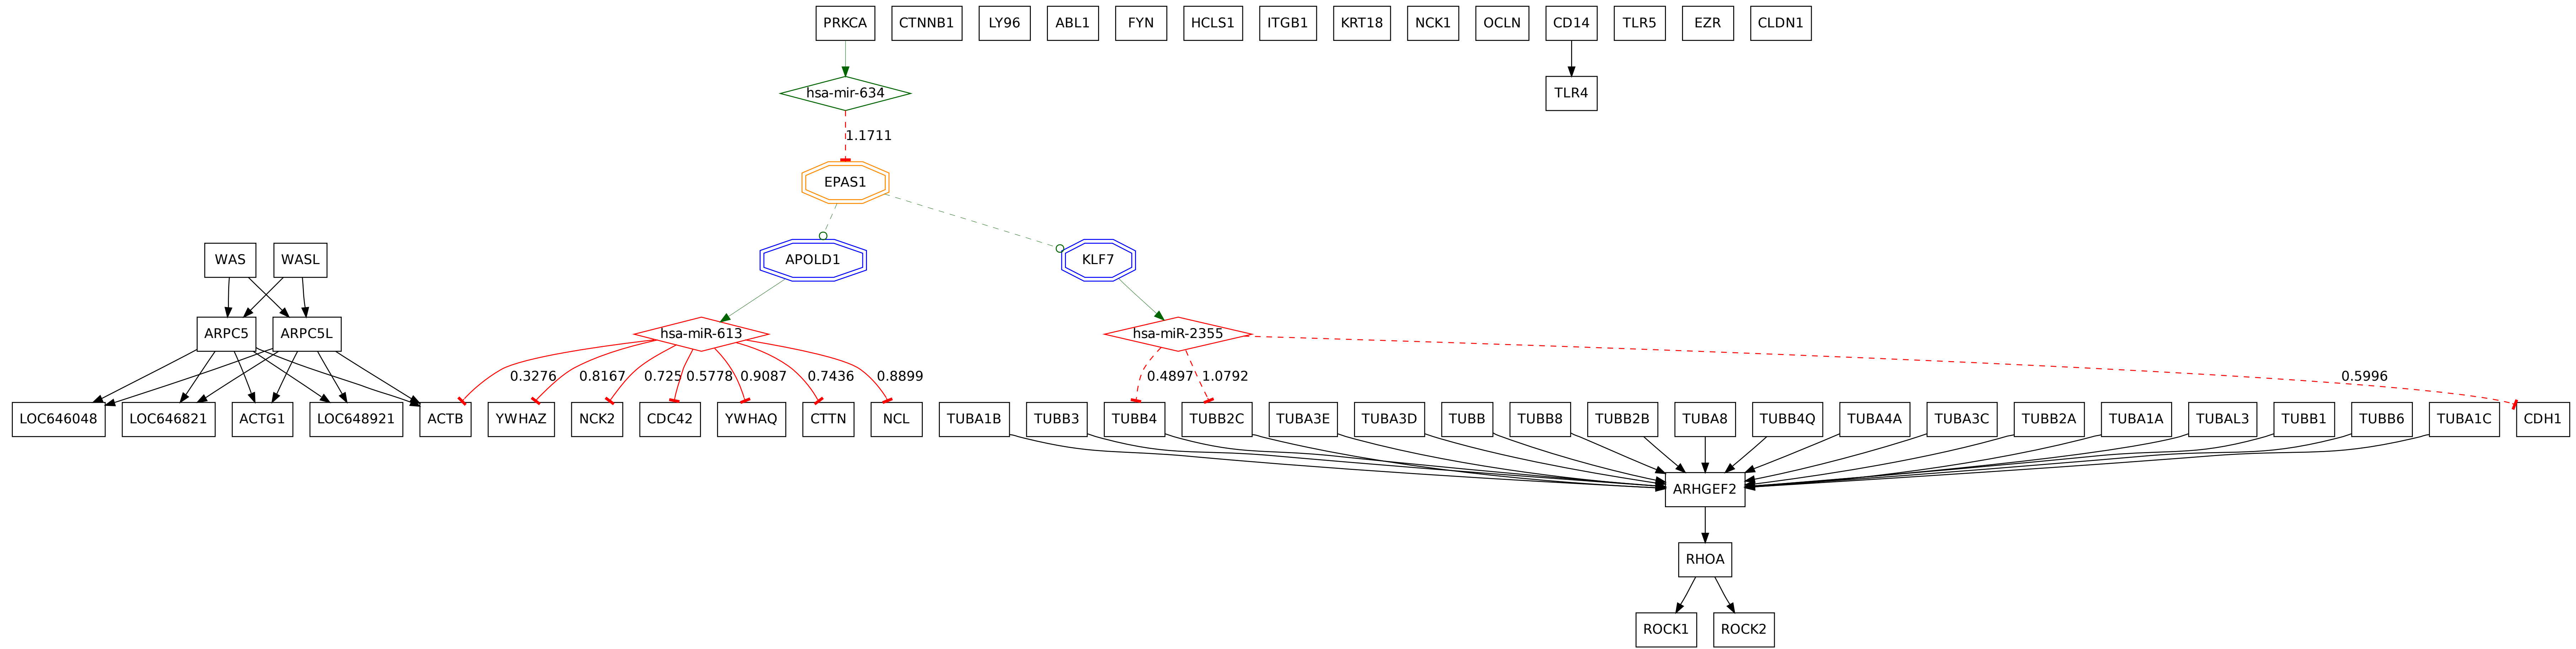 PRKCA CTNNB1 LY96 ABL1 FYN HCLS1 ITGB1 KRT18 NCK1 OCLN CD14 TLR5 EZR CLDN1
hsa-mir-634 TLR4
1.1711
EPAS1
WAS WASL APOLD1 KLF7
ARPC5 ARPC5L hsa-miR-613 hsa-miR-2355
0.3276 0.8167 0.725 0.5778 0.9087 0.7436 0.8899 0.4897 1.0792 0.5996
LOC646048 LOC646821 ACTG1 LOC648921 ACTB YWHAZ NCK2 CDC42 YWHAQ CTTN NCL TUBA1B TUBB3 TUBB4 TUBB2C TUBA3E TUBA3D TUBB TUBB8 TUBB2B TUBA8 TUBB4Q TUBA4A TUBA3C TUBB2A TUBA1A TUBAL3 TUBB1 TUBB6 TUBA1C CDH1
ARHGEF2
RHOA
ROCK1 ROCK2